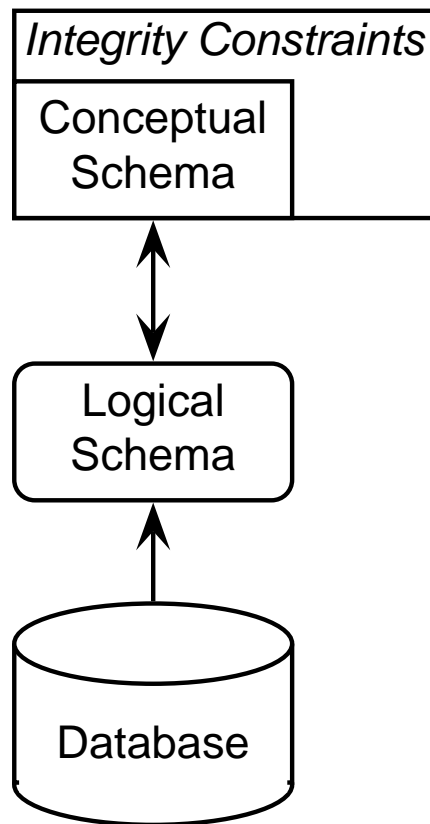 Integrity Constraints
Conceptual
Schema
Logical
Schema
Database